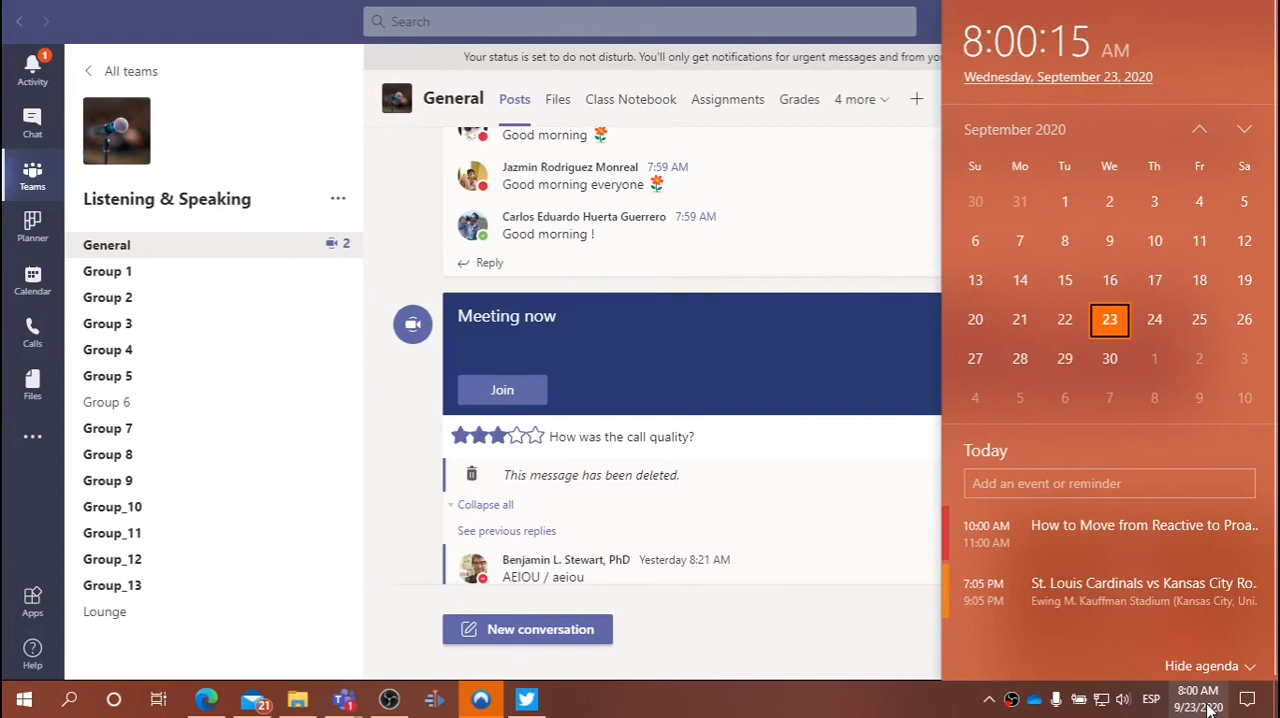 Search
Your status is set to do not disturb. You'll only get notifications for urgent messages and from you
Activity
1
Chat
Teams
Planner
Calendar
Calls
Files
Apps
Help
All teams
Listening & Speaking
General
2
Group 1
Group 2
Group 3
Group 4
Group 5
Group 6
Group 7
Group 8
Group 9
Group_10
Group_11
Group_12
Group_13
Lounge
General Posts Files Class Notebook Assignments Grades 4 more
Good morning
Jazmin Rodriguez Monreal 7:59 AM
Good morning everyone
Carlos Eduardo Huerta Guerrero 7:59 AM
Good morning !
Reply
Meeting now
Join
How was the call quality?
This message has been deleted.
Collapse all
See previous replies
Benjamin L. Stewart, PhD Yesterday 8:21 AM
AEIOU / aeiou
New conversation
8:00:15 AM
Wednesday, September 23, 2020
September 2020
Su Mo Tu We Th Fr Sa
30 31 1 2 3 4 5
6 7 8 9 10 11 12
13 14 15 16 17 18 19
20 21 22 23 24 25 26
27 28 29 30 1 2 3
4 5 6 7 8 9 10
Today
Add an event or reminder
10:00 AM How to Move from Reactive to Proa..
11:00 AM
7:05 PM St. Louis Cardinals vs Kansas City Ro..
9:05 PM Ewing M. Kauffman Stadium (Kansas City, Uni.
Hide agenda
21
1
ESP
8:00 AM
9/23/2020